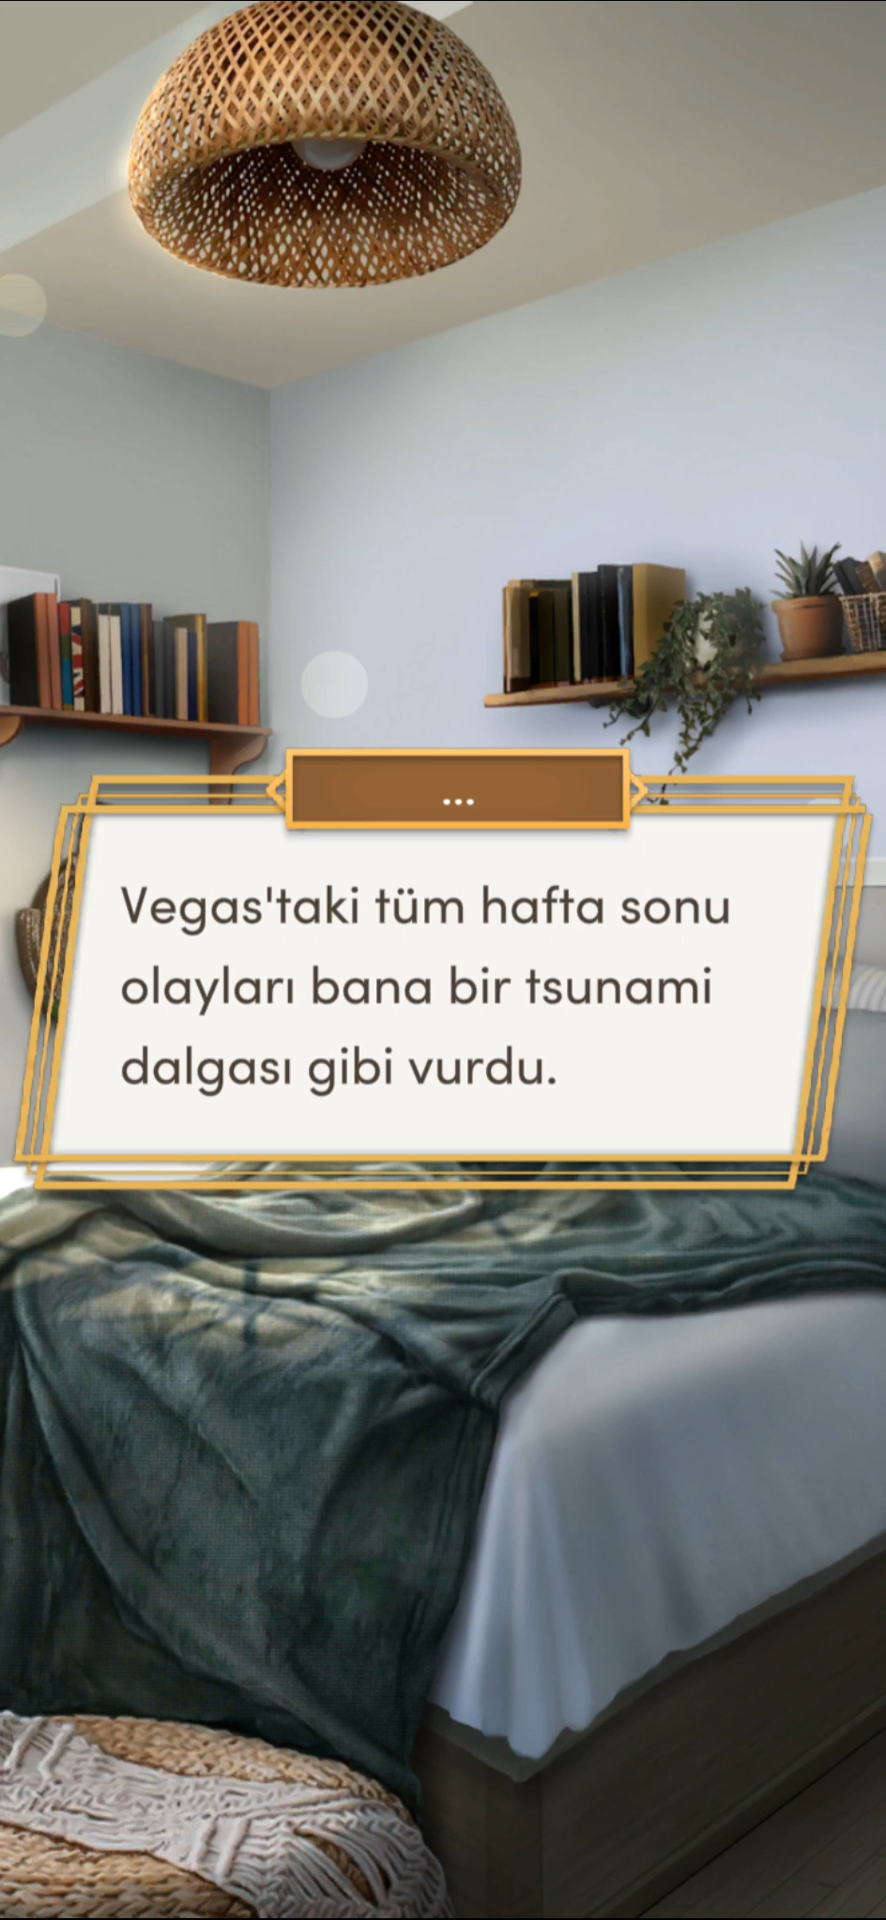 ...
Vegas'taki tüm hafta sonu
olayları bana bir tsunami
dalgası gibi vurdu.